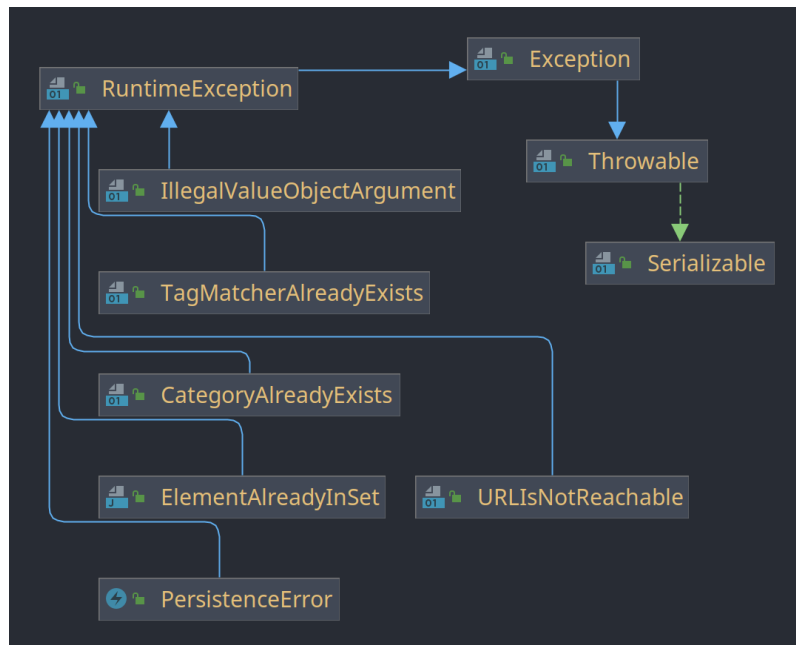 Exception
RuntimeException
Throwable
IllegalValueObjectArgument
Serializable
TagMatcherAlreadyExists
CategoryAlreadyExists
ElementAlreadyInSet
URLIsNotReachable
PersistenceError